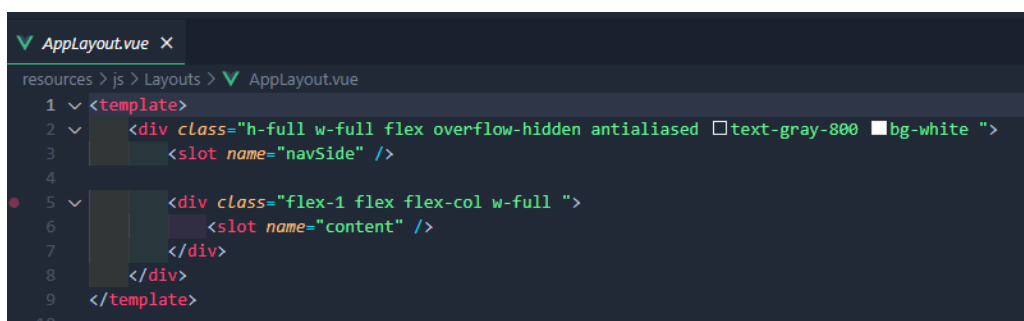 AppLayout.vue ×
resources > js > Layouts > AppLayout.vue
1 <template>
2 <div class="h-full w-full flex overflow-hidden antialiased text-gray-800 bg-white ">
3 <slot name="navSide" />
4
5 <div class="flex-1 flex flex-col w-full ">
6 <slot name="content" />
7 </div>
8 </div>
9 </template>
10